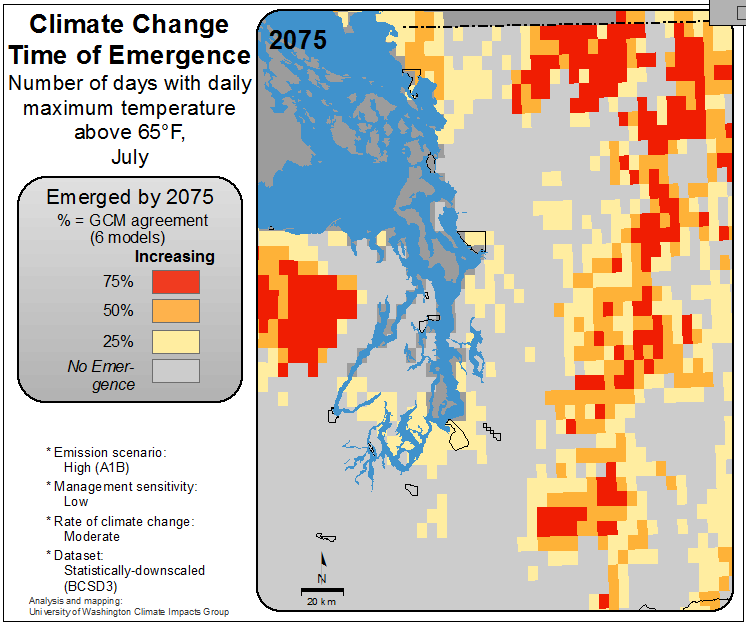 Climate Change
Time of Emergence
Number of days with daily
maximum temperature
above 65°F,
July
Emerged by 2075
% = GCM agreement
(6 models)
Increasing
75%
50%
25%
No Emer-
gence
* Emission scenario:
High (A1B)
* Management sensitivity:
Low
* Rate of climate change:
Moderate
* Dataset:
Statistically-downscaled
(BCSD3)
Analysis and mapping:
University of Washington Climate Impacts Group
2075
N
20 km